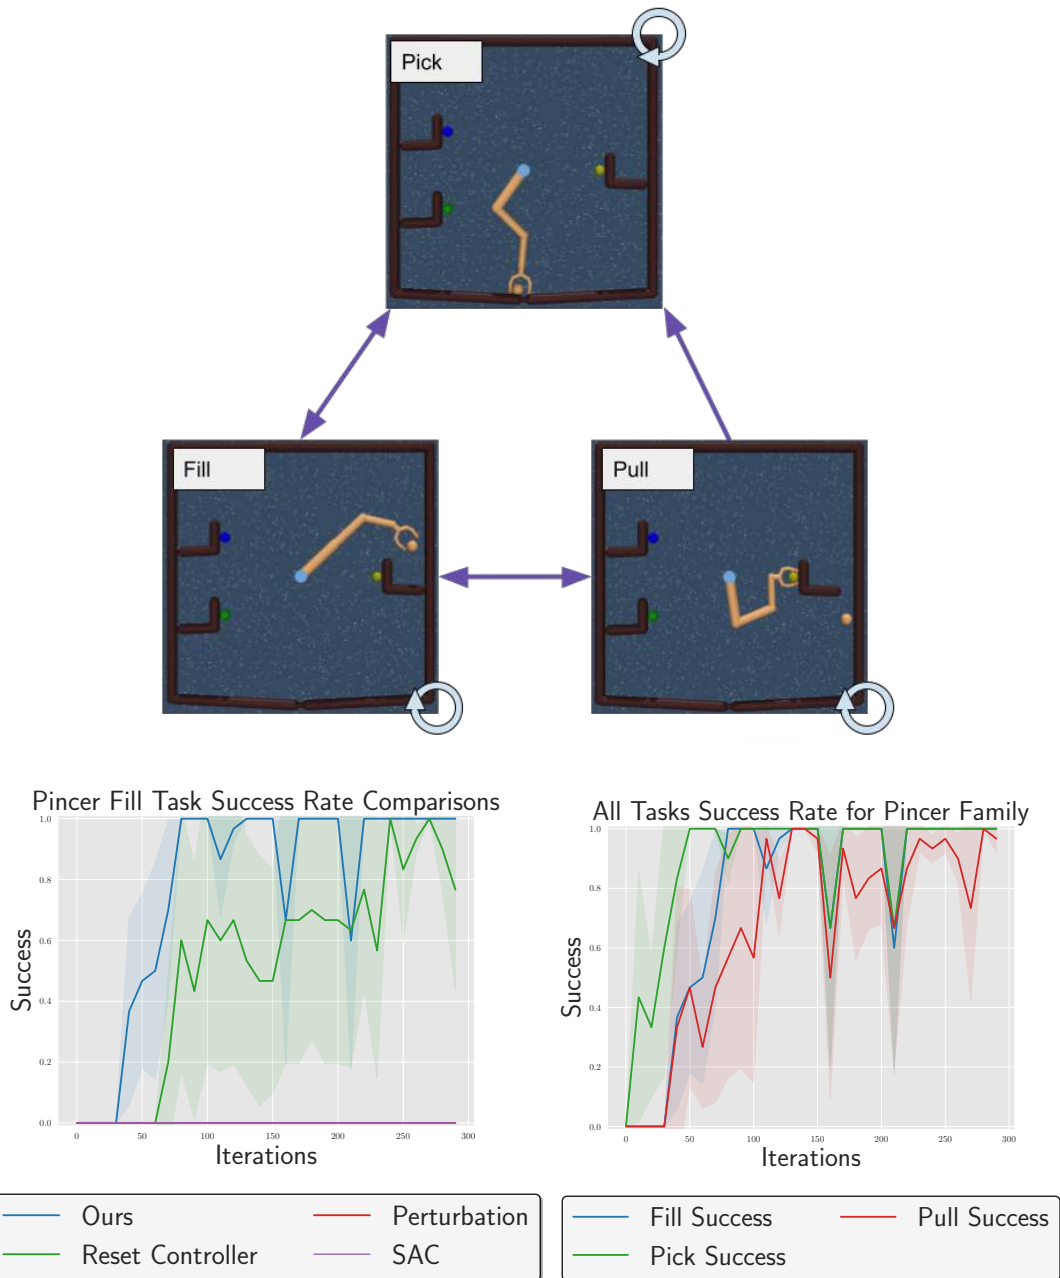 Pick
Fill
Pull
Pincer Fill Task Success Rate Comparisons
1.0
0.8
0.6
0.4
0.2
0.0
Success
0 50 100 150 200 250 300
Iterations
Ours
Perturbation
Reset Controller
SAC
All Tasks Success Rate for Pincer Family
1.0
0.8
0.6
0.4
0.2
0.0
Success
0 50 100 150 200 250 300
Iterations
Fill Success
Pull Success
Pick Success